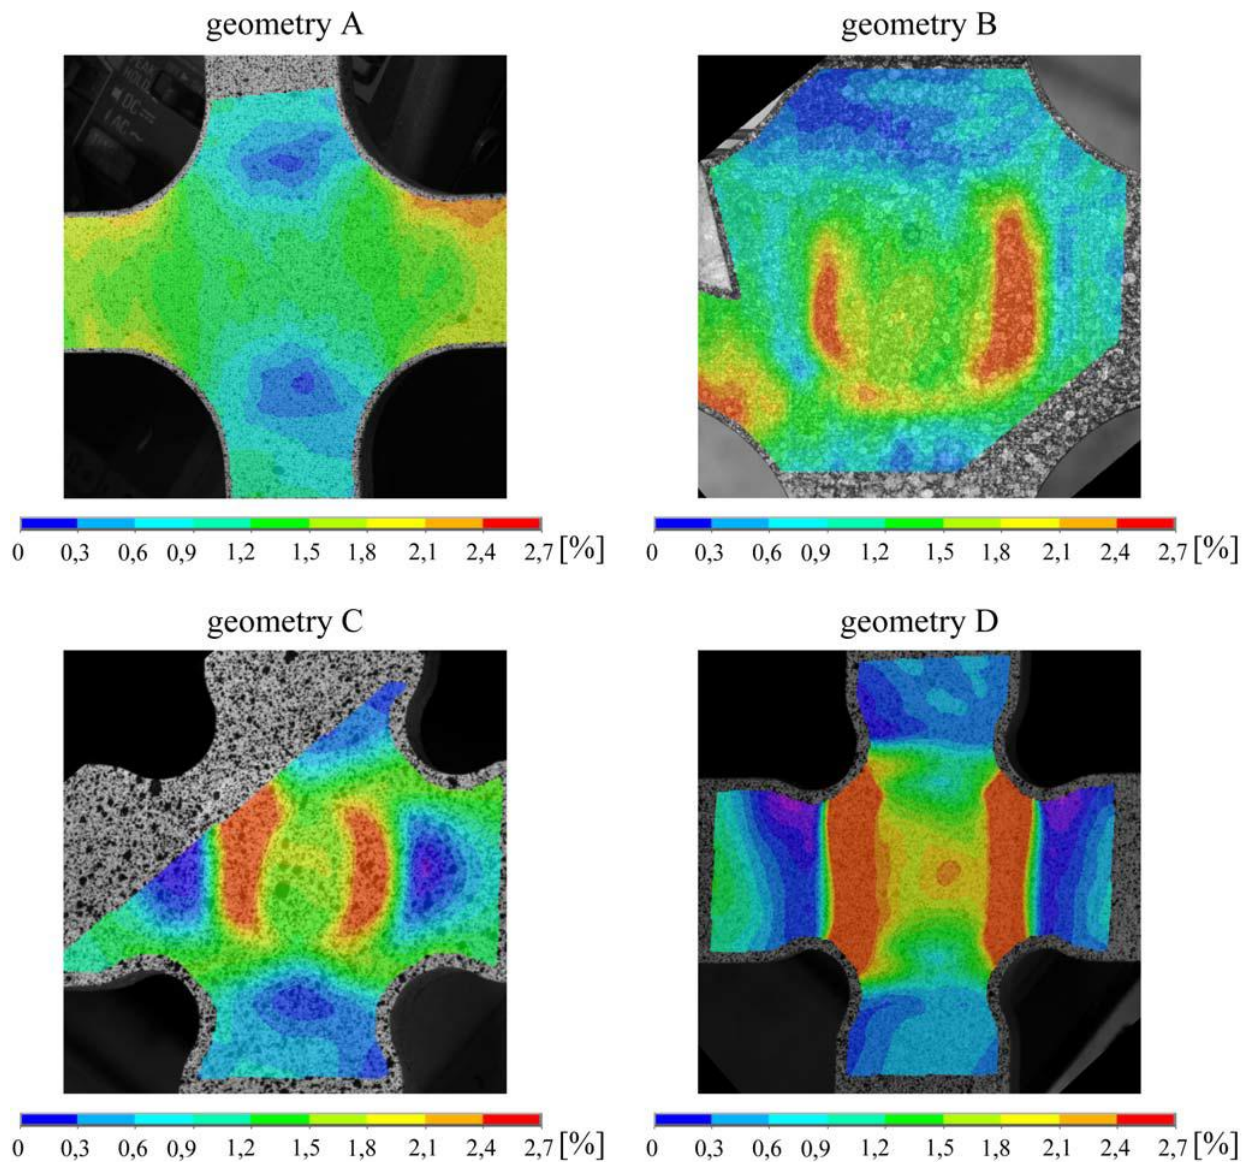 geometry A
geometry B
PEAK
DC
AC
0 0,3 0,6 0,9 1,2 1,5 1,8 2,1 2,4 2,7 [%]
0 0,3 0,6 0,9 1,2 1,5 1,8 2,1 2,4 2,7 [%]
geometry C
geometry D
0 0,3 0,6 0,9 1,2 1,5 1,8 2,1 2,4 2,7 [%]
0 0,3 0,6 0,9 1,2 1,5 1,8 2,1 2,4 2,7 [%]